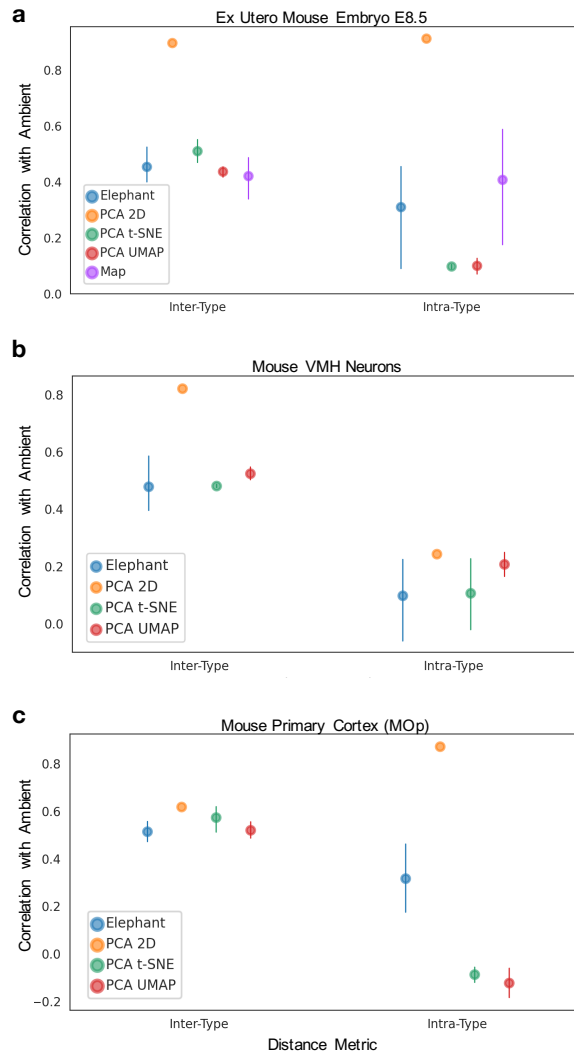 a
Ex Utero Mouse Embryo E8.5
Correlation with Ambient
0.8
0.6
0.4
0.2
0.0
Elephant
PCA 2D
PCA t-SNE
PCA UMAP
Map
Inter-Type
Intra-Type
b
Mouse VMH Neurons
Correlation with Ambient
0.8
0.6
0.4
0.2
0.0
Elephant
PCA 2D
PCA t-SNE
PCA UMAP
Inter-Type
Intra-Type
c
Mouse Primary Cortex (MOp)
Correlation with Ambient
0.8
0.6
0.4
0.2
0.0
−0.2
Elephant
PCA 2D
PCA t-SNE
PCA UMAP
Inter-Type
Intra-Type
Distance Metric